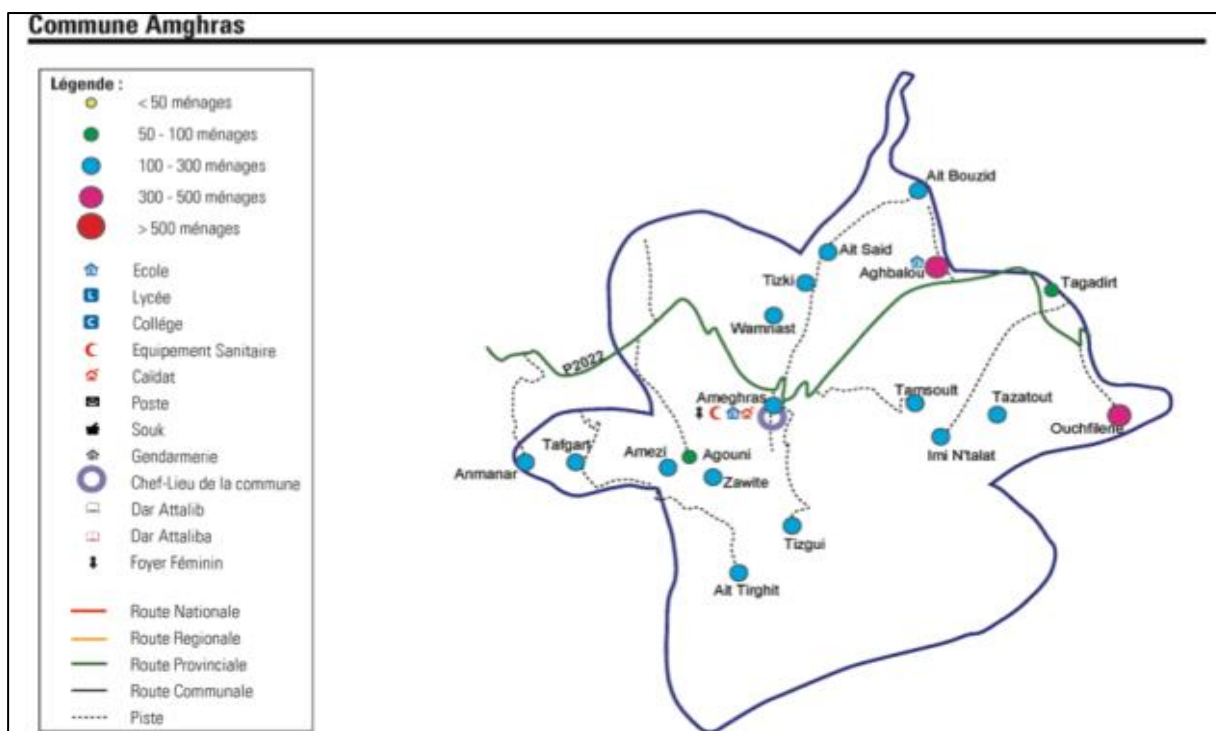 Commune Amghras
Légende :
< 50 ménages
50 - 100 ménages
100 - 300 ménages
300 - 500 ménages
> 500 ménages
Ecole
L
Lycée
C
Collége
Equipement Sanitaire
Caïdat
Poste
Souk
Gendarmerie
Chef-Lieu de la commune
Dar Attalib
Dar Attaliba
Foyer Féminin
Route Nationale
Route Regionale
Route Provinciale
Route Communale
Piste
Ait Bouzid
Ait Said
Aghbalou
Tizki
Tagadirt
Wamnast
P2022
Ameghras
Tamsoult
Tazatout
Ouchfilene
Imi N'talat
Tafgart
Amezi
Agouni
Anmanar
Zawite
Tizgui
Ait Tirghit